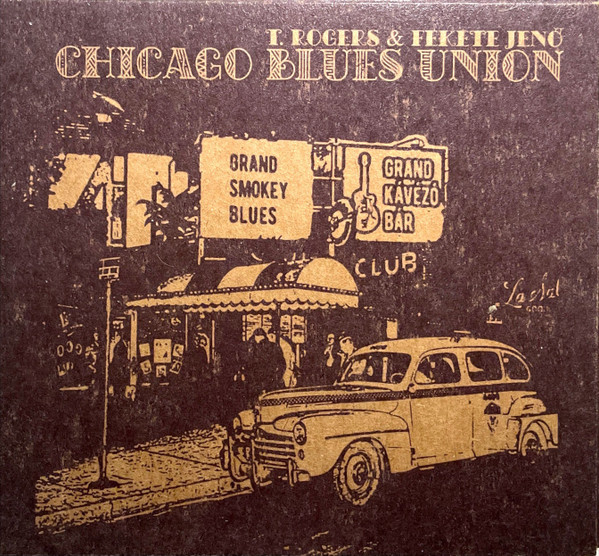 T. ROGERS & FEKETE JENŐ
CHICAGO BLUES UNION
GRAND
SMOKEY
BLUES
GRAND
KÁVÉZÓ
BÁR
CLUB